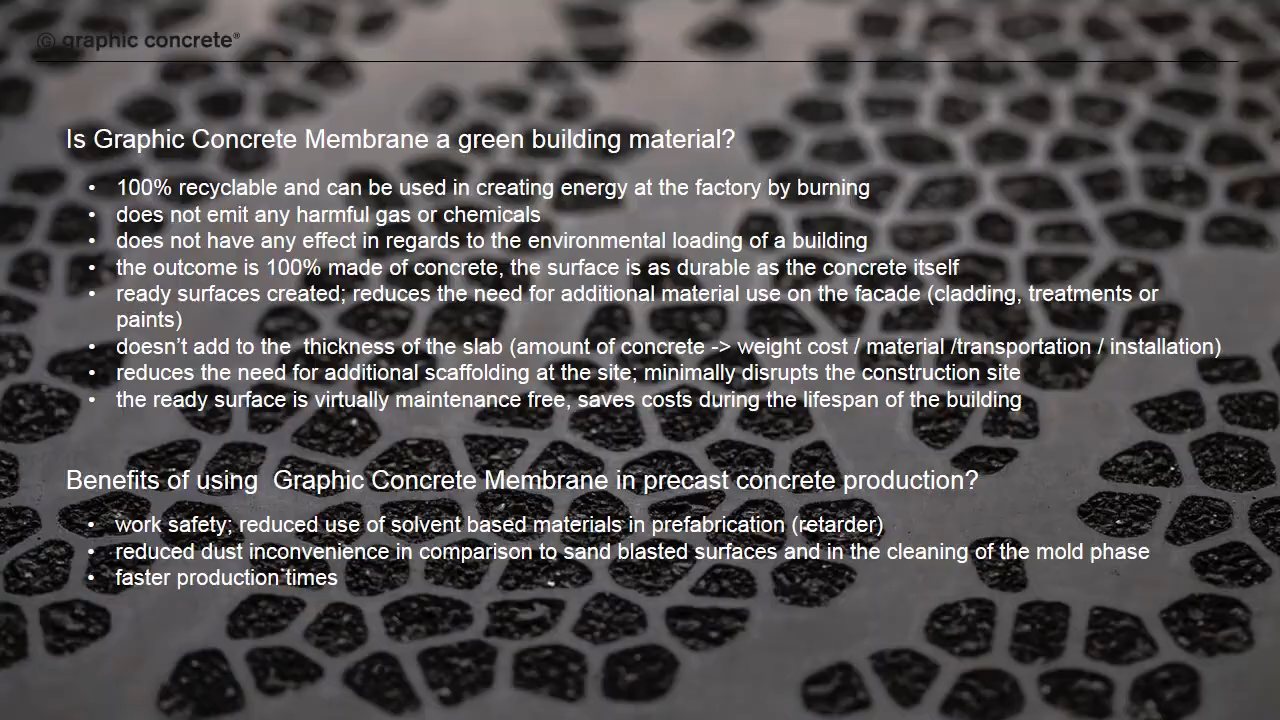 © graphic concrete®
Is Graphic Concrete Membrane a green building material?
• 100% recyclable and can be used in creating energy at the factory by burning
• does not emit any harmful gas or chemicals
• does not have any effect in regards to the environmental loading of a building
• the outcome is 100% made of concrete, the surface is as durable as the concrete itself
• ready surfaces created; reduces the need for additional material use on the facade (cladding, treatments or
paints)
• doesn’t add to the  thickness of the slab (amount of concrete -> weight cost / material /transportation / installation)
• reduces the need for additional scaffolding at the site; minimally disrupts the construction site
• the ready surface is virtually maintenance free, saves costs during the lifespan of the building
Benefits of using  Graphic Concrete Membrane in precast concrete production?
• work safety; reduced use of solvent based materials in prefabrication (retarder)
• reduced dust inconvenience in comparison to sand blasted surfaces and in the cleaning of the mold phase
• faster production times